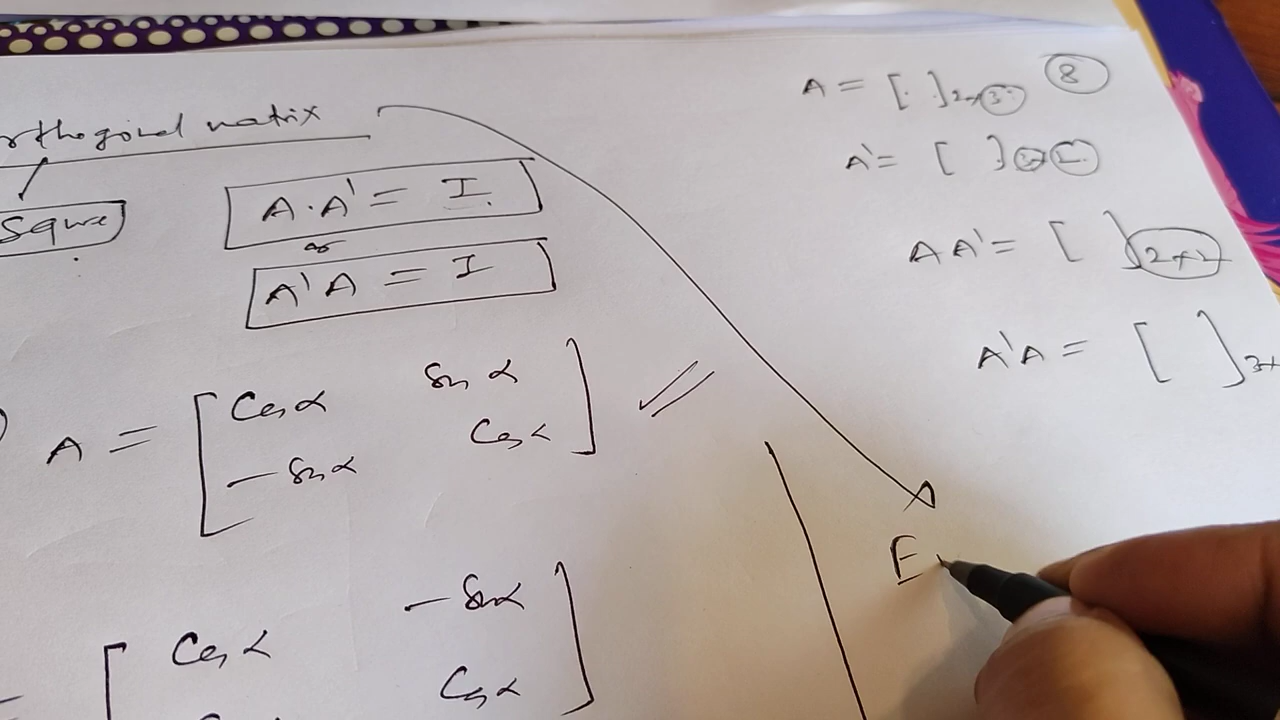 orthogonal matrix
Square
A·A' = I
or
A'A = I
A = [ Cos α Sin α
- Sin α Cos α ]
= [ Cos α - Sin α
Cos α ]
8
A = [ ] 2×3
A' = [ ] 3×2
AA' = [ ] 2×2
A'A = [ ] 3×
E